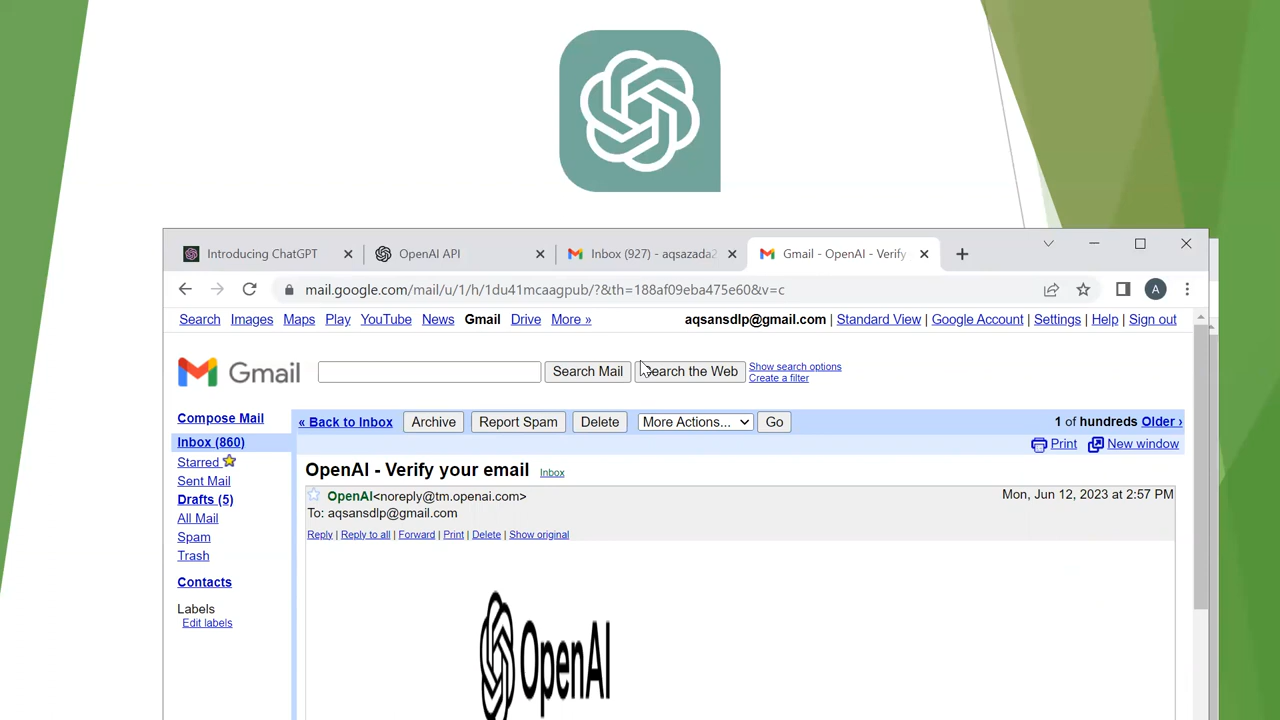 Introducing ChatGPT
OpenAI API
Inbox (927) - aqsazada2
Gmail - OpenAI - Verify
mail.google.com/mail/u/1/h/1du41mcaagpub/?&th=188af09eba475e60&v=c
A
Search Images Maps Play YouTube News Gmail Drive More »
aqsansdlp@gmail.com | Standard View | Google Account | Settings | Help | Sign out
Gmail
Search Mail
Search the Web
Show search options
Create a filter
Compose Mail
Inbox (860)
Starred
Sent Mail
Drafts (5)
All Mail
Spam
Trash
Contacts
Labels
Edit labels
« Back to Inbox Archive Report Spam Delete More Actions... Go
1 of hundreds Older ›
Print New window
OpenAI - Verify your email Inbox
OpenAI<noreply@tm.openai.com>
Mon, Jun 12, 2023 at 2:57 PM
To: aqsansdlp@gmail.com
Reply | Reply to all | Forward | Print | Delete | Show original
OpenAI